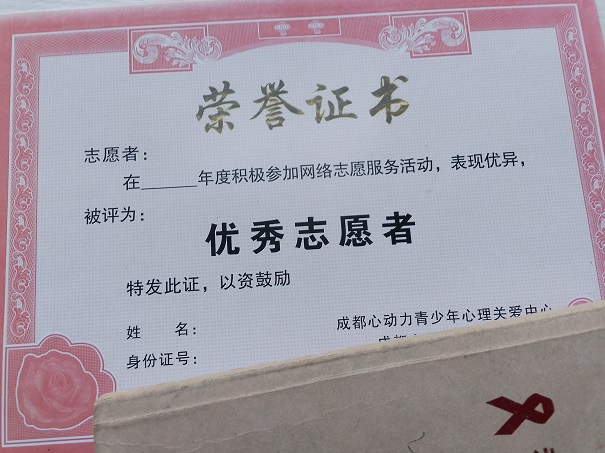 荣誉证书
志愿者：
在______年度积极参加网络志愿服务活动，表现优异，
被评为：
优秀志愿者
特发此证，以资鼓励
姓 名：
成都心动力青少年心理关爱中心
身份证号：